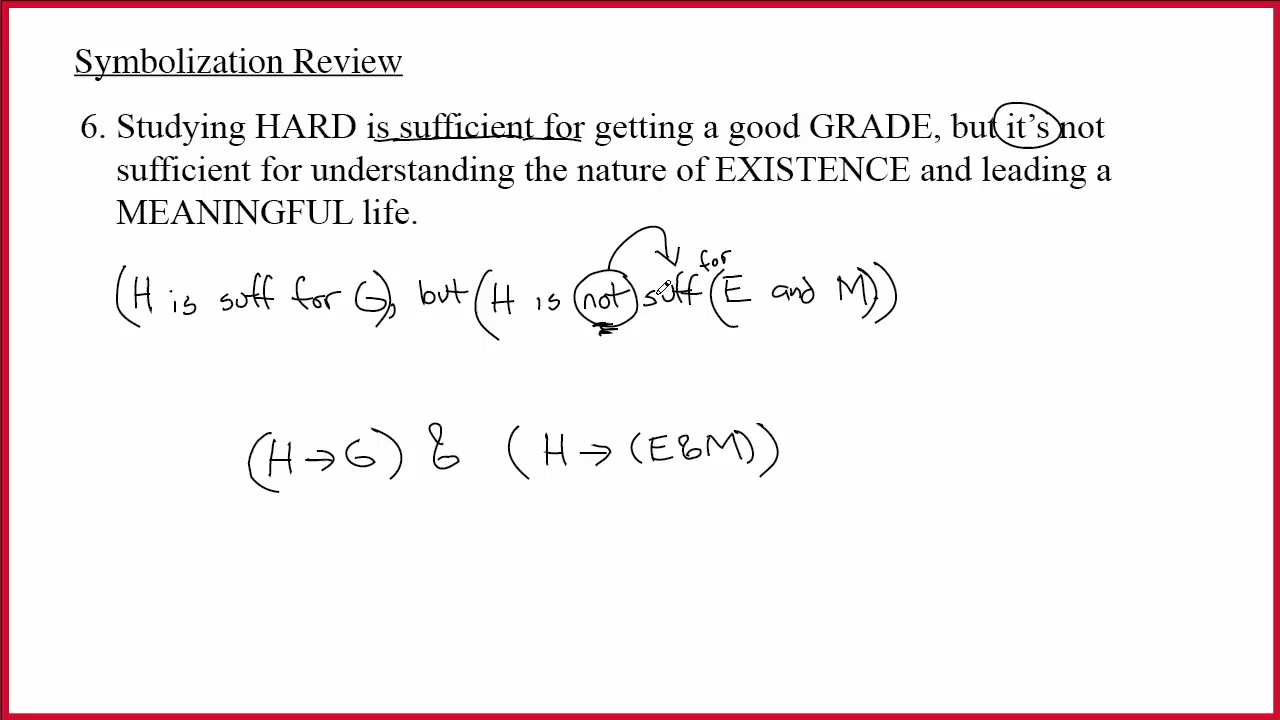 Symbolization Review
6. Studying HARD is sufficient for getting a good GRADE, but it's not
sufficient for understanding the nature of EXISTENCE and leading a
MEANINGFUL life.
(H is suff for G), but (H is not suff for (E and M))
(H → G) & (H → (E & M))